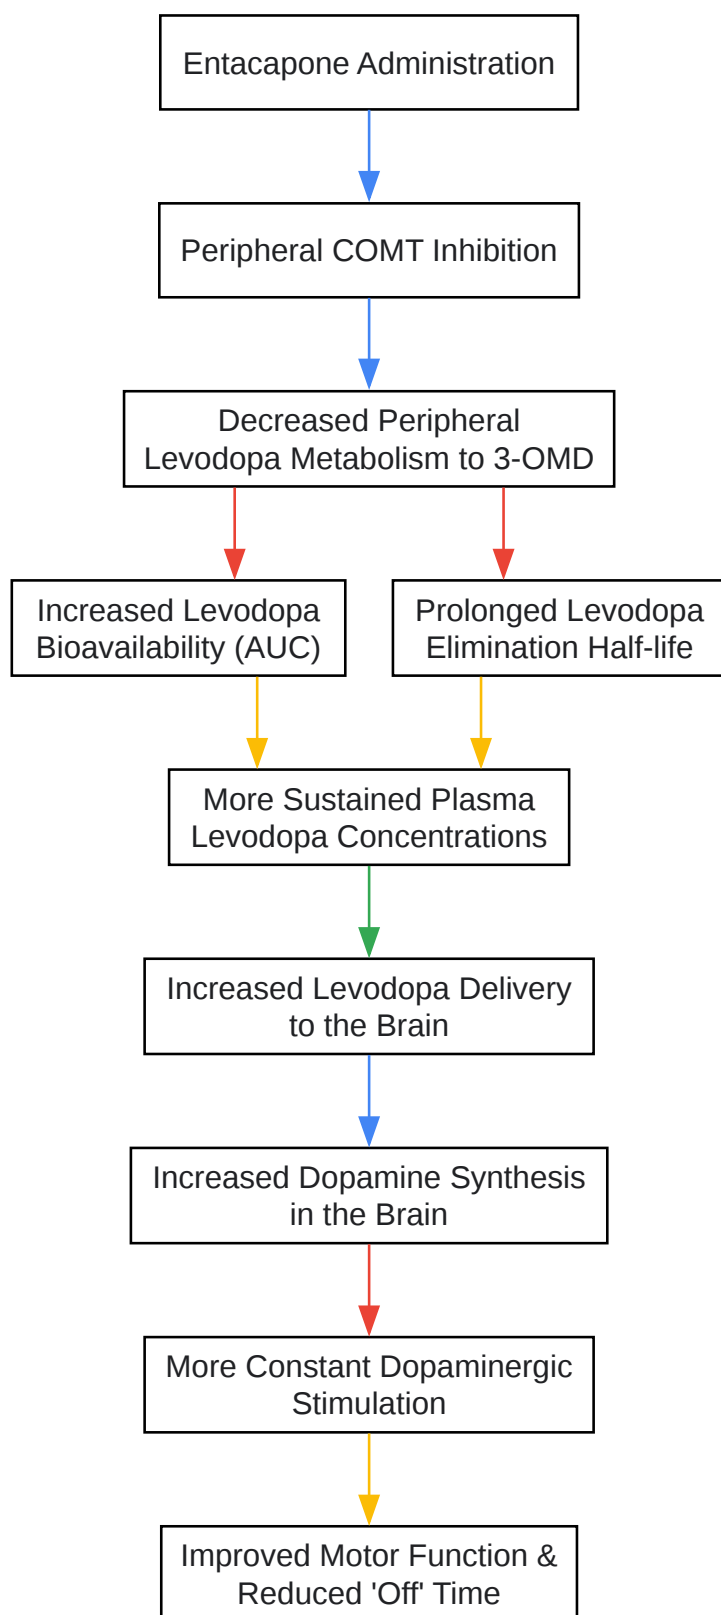 Entacapone Administration
Peripheral COMT Inhibition
Decreased Peripheral
Levodopa Metabolism to 3-OMD
Increased Levodopa
Bioavailability (AUC)
Prolonged Levodopa
Elimination Half-life
More Sustained Plasma
Levodopa Concentrations
Increased Levodopa Delivery
to the Brain
Increased Dopamine Synthesis
in the Brain
More Constant Dopaminergic
Stimulation
Improved Motor Function &
Reduced 'Off' Time